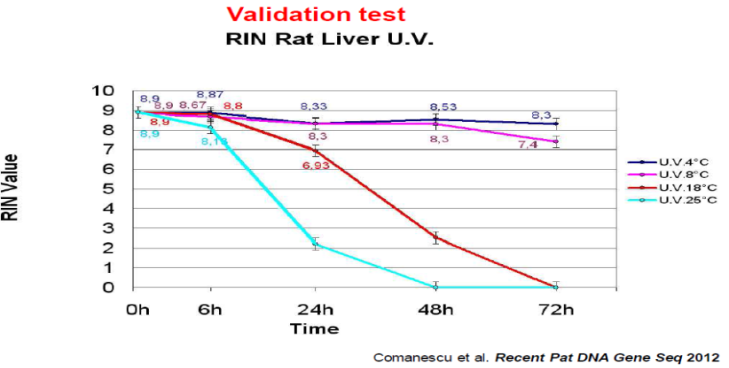 Validation test
RIN Rat Liver U.V.
RIN Value
10
9
8
7
6
5
4
3
2
1
0
8,9
8,9
8,67
8,87
8,8
8,9
8,9
8,33
8,3
6,93
8,53
8,3
8,3
7,4
U.V.4°C
U.V.8°C
U.V.18°C
U.V.25°C
0h 6h 24h 48h 72h
Time
Comanescu et al. Recent Pat DNA Gene Seq 2012